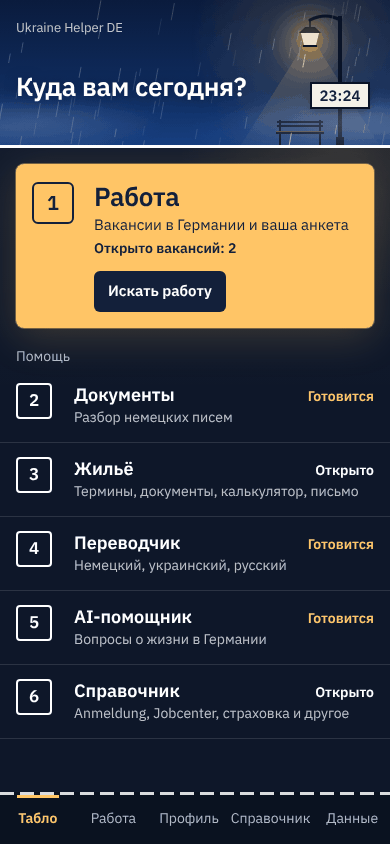 Ukraine Helper DE
Куда вам сегодня?
23:24
1
Работа
Вакансии в Германии и ваша анкета
Открыто вакансий: 2
Искать работу
Помощь
2
Документы
Готовится
Разбор немецких писем
3
Жильё
Открыто
Термины, документы, калькулятор, письмо
4
Переводчик
Готовится
Немецкий, украинский, русский
5
AI-помощник
Готовится
Вопросы о жизни в Германии
6
Справочник
Открыто
Anmeldung, Jobcenter, страховка и другое
Табло
Работа
Профиль
Справочник
Данные